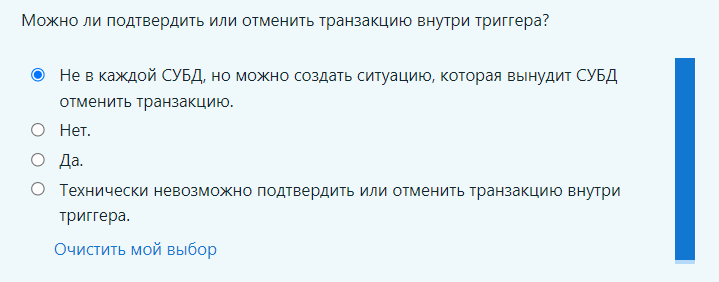 Можно ли подтвердить или отменить транзакцию внутри триггера?
Не в каждой СУБД, но можно создать ситуацию, которая вынудит СУБД
отменить транзакцию.
Нет.
Да.
Технически невозможно подтвердить или отменить транзакцию внутри
триггера.
Очистить мой выбор